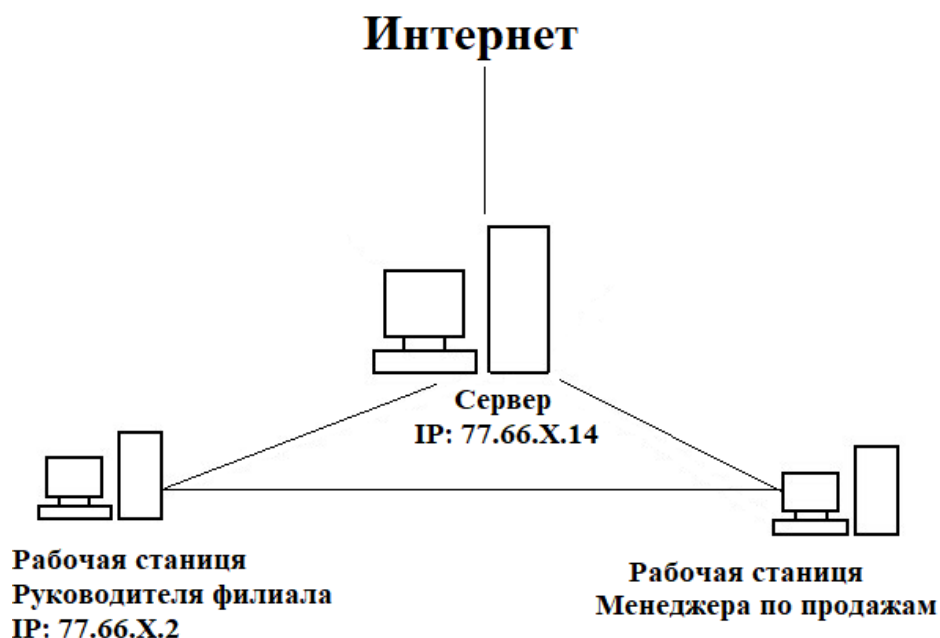 Интернет
Сервер
IP: 77.66.X.14
Рабочая станиця
Руководителя филиала
IP: 77.66.X.2
Рабочая станиця
Менеджера по продажам